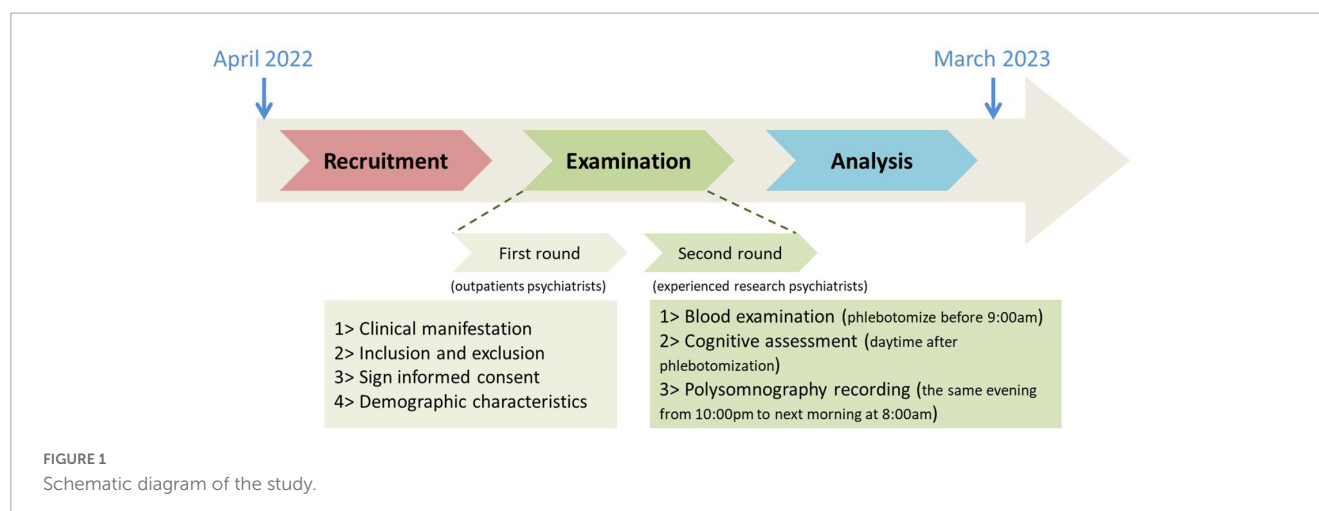 April 2022
March 2023
Recruitment
Examination
Analysis
First round
Second round
(outpatients psychiatrists)
(experienced research psychiatrists)
1> Clinical manifestation
2> Inclusion and exclusion
3> Sign informed consent
4> Demographic characteristics
1> Blood examination (phlebotomize before 9:00am)
2> Cognitive assessment (daytime after
phlebotomization)
3> Polysomnography recording (the same evening
from 10:00pm to next morning at 8:00am)
FIGURE 1
Schematic diagram of the study.